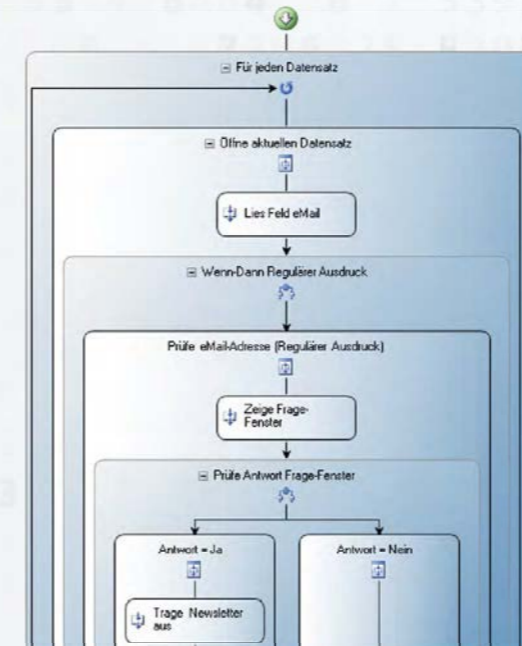 Für jeden Datensatz
Öffne aktuellen Datensatz
Lies Feld eMail
Wenn-Dann Regulärer Ausdruck
Prüfe eMail-Adresse (Regulärer Ausdruck)
Zeige Frage-
Fenster
Prüfe Antwort Frage-Fenster
Antwort = Ja
Antwort = Nein
Trage Newsletter
aus